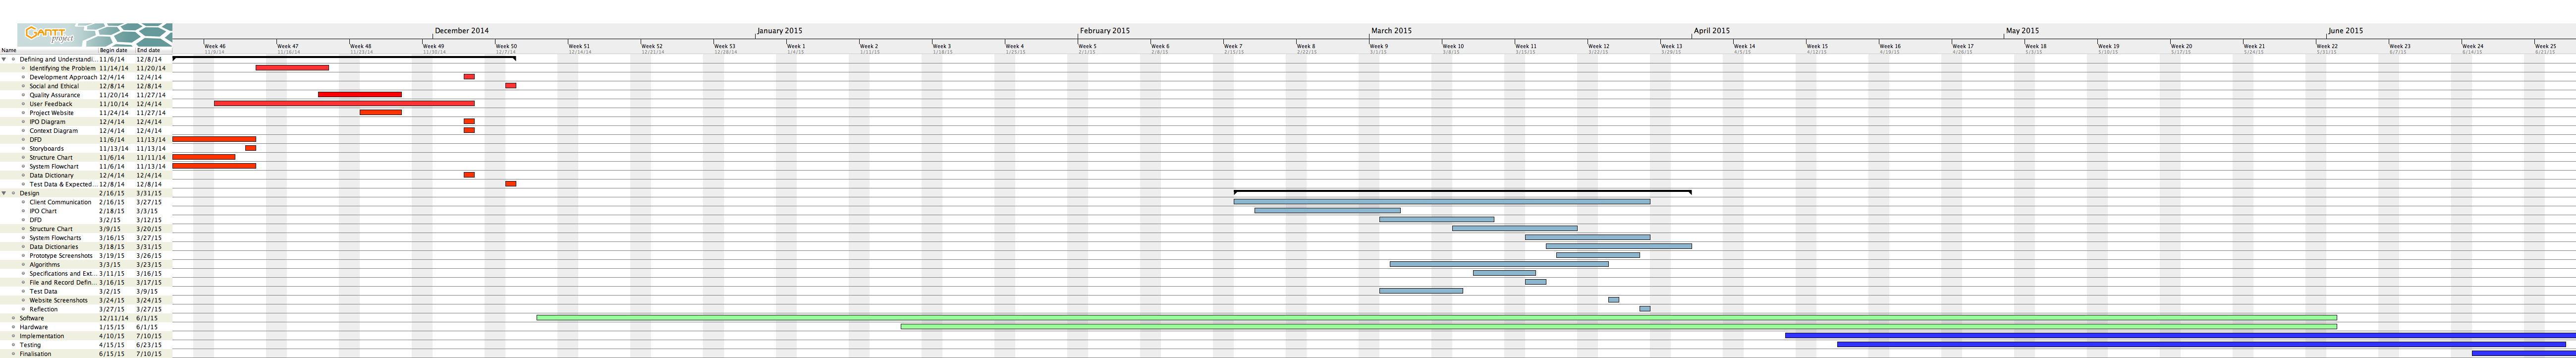 GANTT
project
December 2014 January 2015 February 2015 March 2015 April 2015 May 2015 June 2015
Name Begin date End date Week 46 Week 47 Week 48 Week 49 Week 50 Week 51 Week 52 Week 53 Week 1 Week 2 Week 3 Week 4 Week 5 Week 6 Week 7 Week 8 Week 9 Week 10 Week 11 Week 12 Week 13 Week 14 Week 15 Week 16 Week 17 Week 18 Week 19 Week 20 Week 21 Week 22 Week 23 Week 24 Week 25
11/9/14 11/16/14 11/23/14 11/30/14 12/7/14 12/14/14 12/21/14 12/28/14 1/4/15 1/11/15 1/18/15 1/25/15 2/1/15 2/8/15 2/15/15 2/22/15 3/1/15 3/8/15 3/15/15 3/22/15 3/29/15 4/5/15 4/12/15 4/19/15 4/26/15 5/3/15 5/10/15 5/17/15 5/24/15 5/31/15 6/7/15 6/14/15 6/21/15
Defining and Understandi... 11/6/14 12/8/14
Identifying the Problem 11/14/14 11/20/14
Development Approach 12/4/14 12/4/14
Social and Ethical 12/8/14 12/8/14
Quality Assurance 11/20/14 11/27/14
User Feedback 11/10/14 12/4/14
Project Website 11/24/14 11/27/14
IPO Diagram 12/4/14 12/4/14
Context Diagram 12/4/14 12/4/14
DFD 11/6/14 11/13/14
Storyboards 11/13/14 11/13/14
Structure Chart 11/6/14 11/11/14
System Flowchart 11/6/14 11/13/14
Data Dictionary 12/4/14 12/4/14
Test Data & Expected... 12/8/14 12/8/14
Design 2/16/15 3/31/15
Client Communication 2/16/15 3/27/15
IPO Chart 2/18/15 3/3/15
DFD 3/2/15 3/12/15
Structure Chart 3/9/15 3/20/15
System Flowcharts 3/16/15 3/27/15
Data Dictionaries 3/18/15 3/31/15
Prototype Screenshots 3/19/15 3/26/15
Algorithms 3/3/15 3/23/15
Specifications and Ext... 3/11/15 3/16/15
File and Record Defin... 3/16/15 3/17/15
Test Data 3/2/15 3/9/15
Website Screenshots 3/24/15 3/24/15
Reflection 3/27/15 3/27/15
Software 12/11/14 6/1/15
Hardware 1/15/15 6/1/15
Implementation 4/10/15 7/10/15
Testing 4/15/15 6/23/15
Finalisation 6/15/15 7/10/15